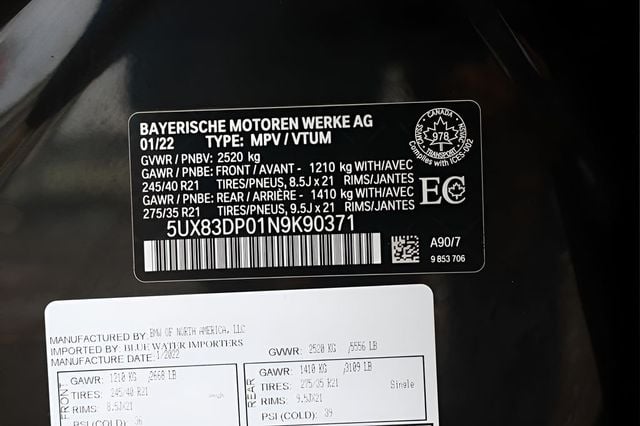 BAYERISCHE MOTOREN WERKE AG
01/22 TYPE: MPV / VTUM
GVWR / PNBV: 2520 kg
GAWR / PNBE: FRONT / AVANT - 1210 kg WITH/AVEC
245/40 R21 TIRES/PNEUS, 8.5J x 21 RIMS/JANTES
GAWR / PNBE: REAR / ARRIÈRE - 1410 kg WITH/AVEC
275/35 R21 TIRES/PNEUS, 9.5J x 21 RIMS/JANTES
5UX83DP01N9K90371
CANADA
978
TRANSPORT
Complies with ICES-002
EC
A90/7
9 853 706
MANUFACTURED BY: BMW OF NORTH AMERICA, LLC
IMPORTED BY: BLUE WATER IMPORTERS
MANUFACTURE DATE: 1/2022
GVWR: 2520 KG /5556 LB
FRONT
GAWR: 1210 KG /2668 LB
TIRES: 245/40 R21
RIMS: 8.5JX21
PSI (COLD): 36
REAR
GAWR: 1410 KG /3109 LB
TIRES: 275/35 R21 Single
RIMS: 9.5JX21
PSI (COLD): 39